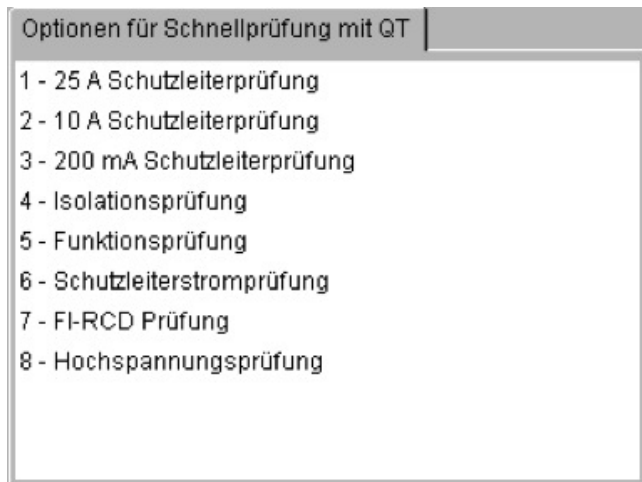 Optionen für Schnellprüfung mit QT
1 - 25 A Schutzleiterprüfung
2 - 10 A Schutzleiterprüfung
3 - 200 mA Schutzleiterprüfung
4 - Isolationsprüfung
5 - Funktionsprüfung
6 - Schutzleiterstromprüfung
7 - FI-RCD Prüfung
8 - Hochspannungsprüfung